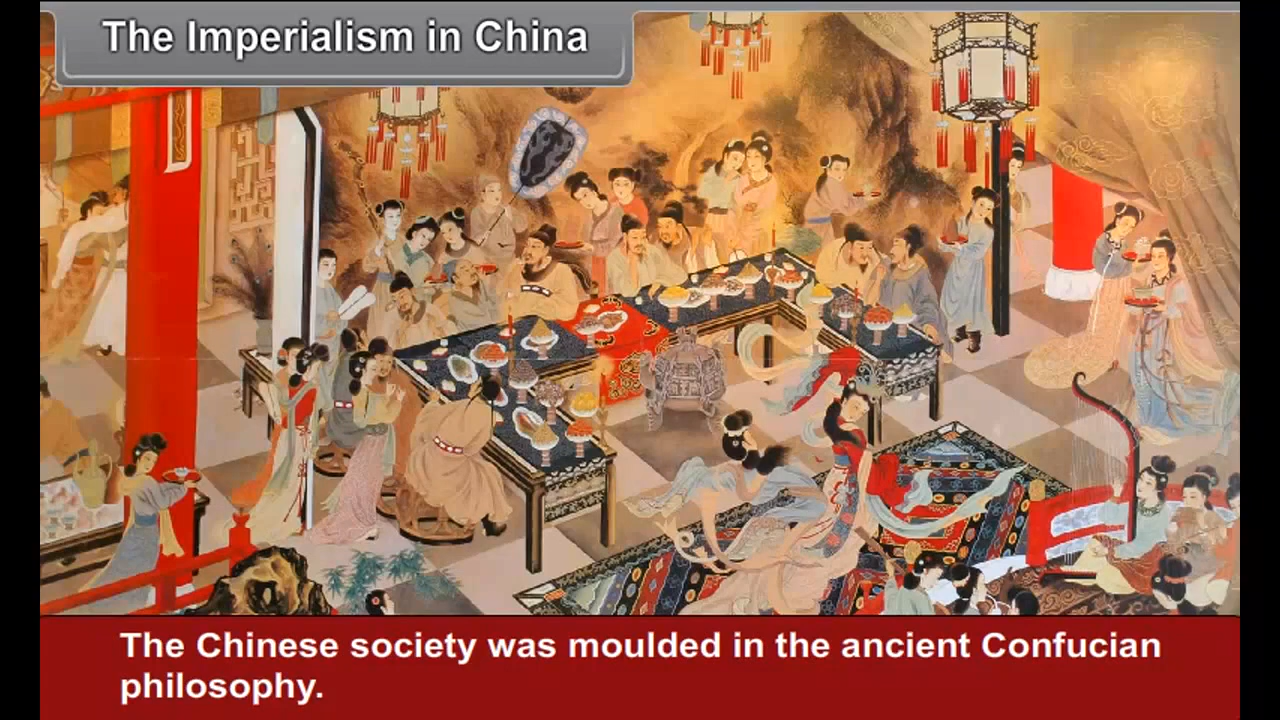 The Imperialism in China
The Chinese society was moulded in the ancient Confucian
philosophy.